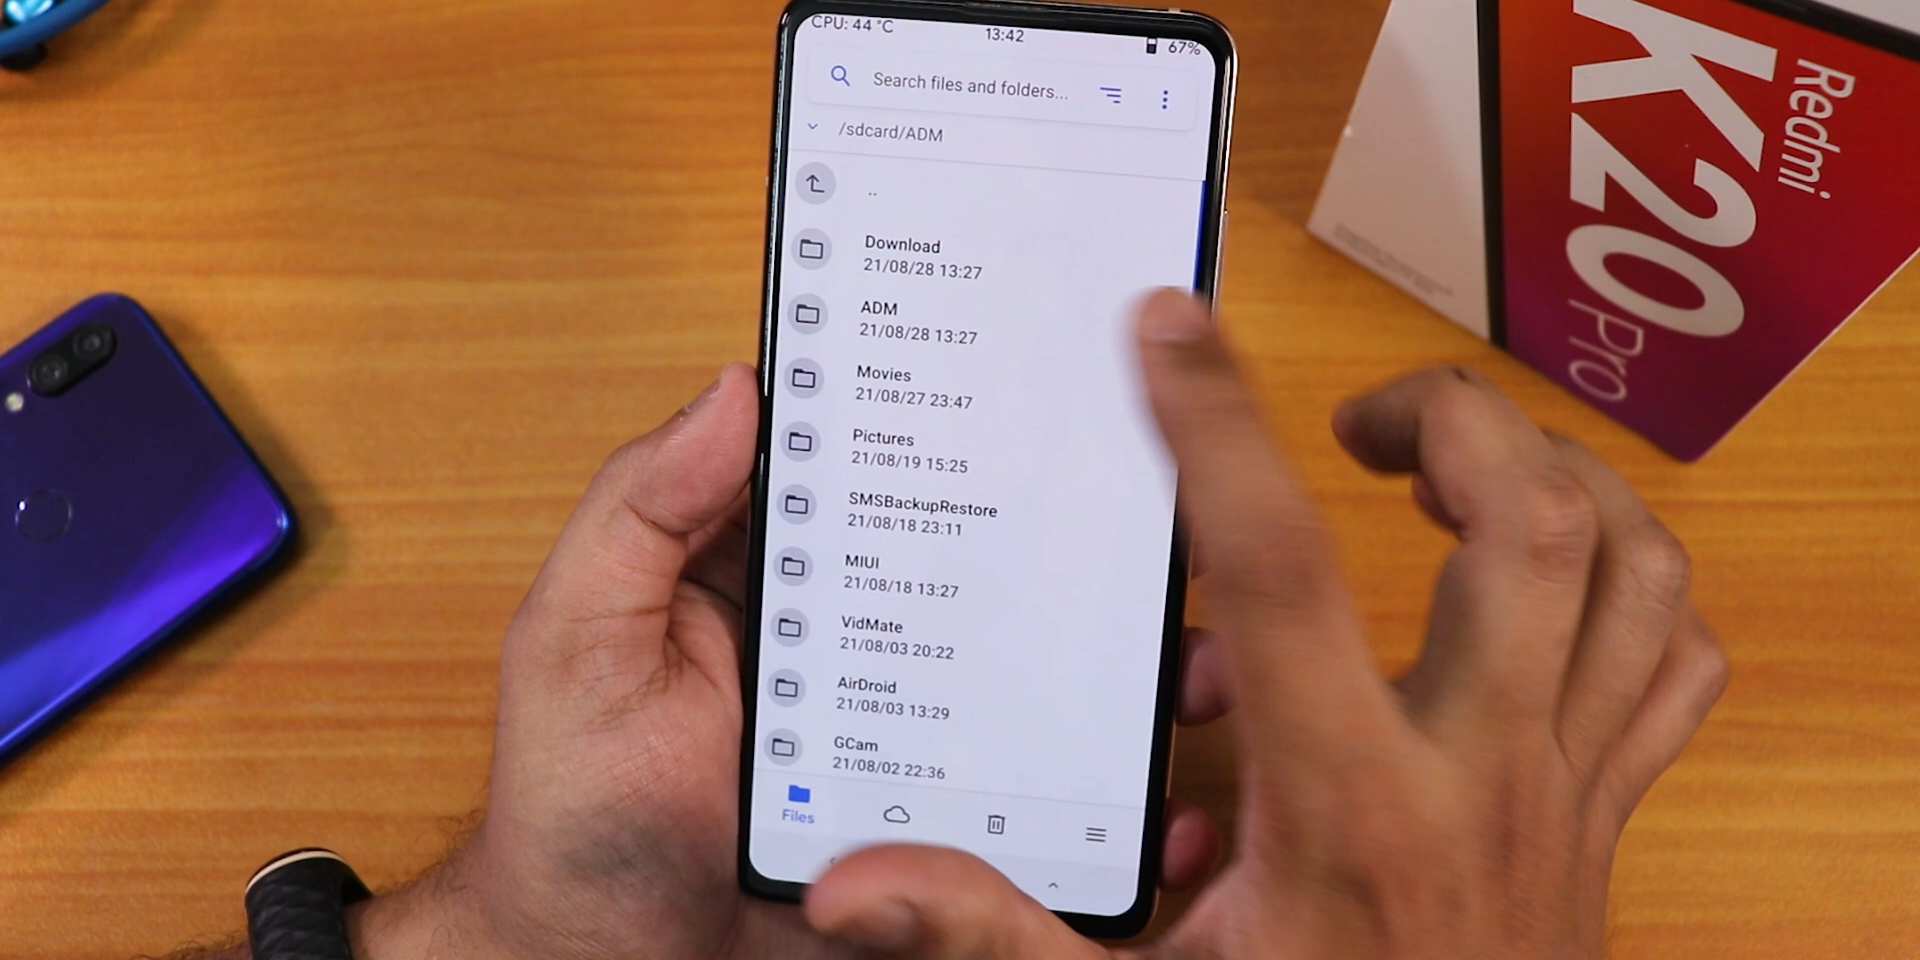 CPU: 44 °C 13:42 67%
Search files and folders...
/sdcard/ADM
..
Download
21/08/28 13:27
ADM
21/08/28 13:27
Movies
21/08/27 23:47
Pictures
21/08/19 15:25
SMSBackupRestore
21/08/18 23:11
MIUI
21/08/18 13:27
VidMate
21/08/03 20:22
AirDroid
21/08/03 13:29
GCam
21/08/02 22:36
Files
Redmi
K20 Pro